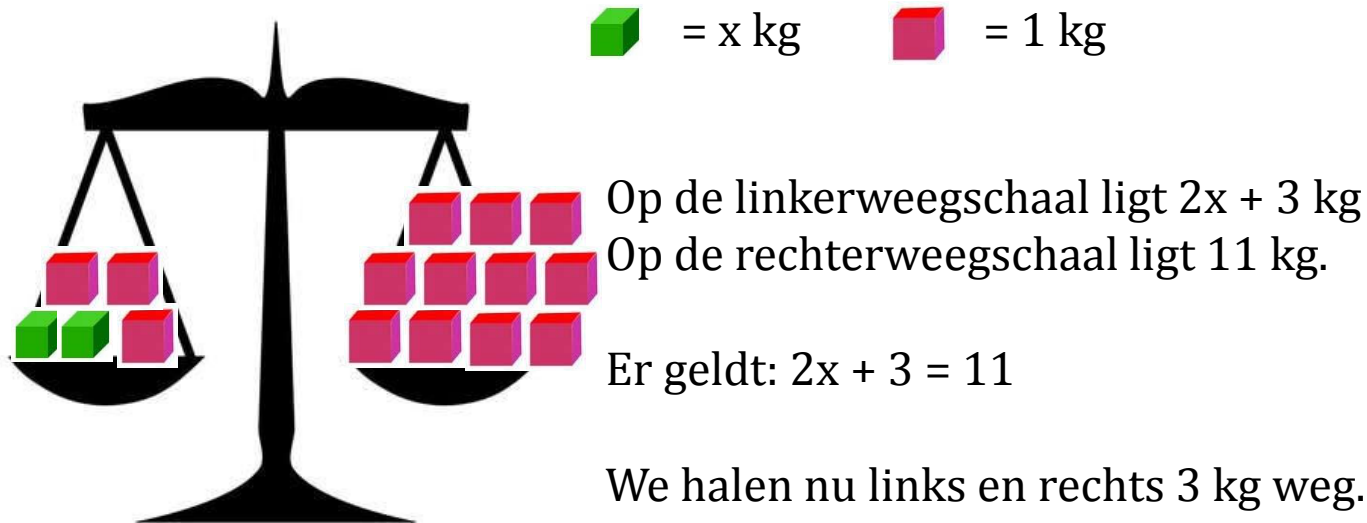 = x kg = 1 kg
Op de linkerweegschaal ligt 2x + 3 kg
Op de rechterweegschaal ligt 11 kg.
Er geldt: 2x + 3 = 11
We halen nu links en rechts 3 kg weg.